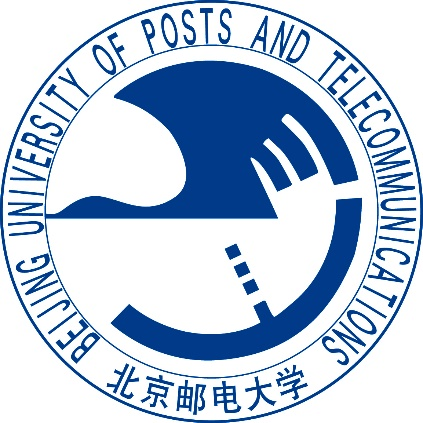 BEIJING UNIVERSITY OF POSTS AND TELECOMMUNICATIONS
北京邮电大学